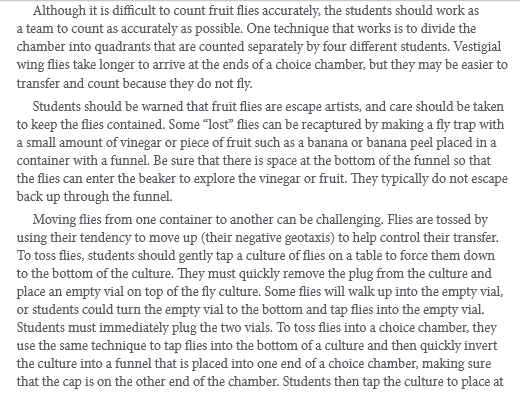 Although it is difficult to count fruit flies accurately, the students should work as
a team to count as accurately as possible. One technique that works is to divide the
chamber into quadrants that are counted separately by four different students. Vestigial
wing flies take longer to arrive at the ends of a choice chamber, but they may be easier to
transfer and count because they do not fly.
Students should be warned that fruit flies are escape artists, and care should be taken
to keep the flies contained. Some “lost” flies can be recaptured by making a fly trap with
a small amount of vinegar or piece of fruit such as a banana or banana peel placed in a
container with a funnel. Be sure that there is space at the bottom of the funnel so that
the flies can enter the beaker to explore the vinegar or fruit. They typically do not escape
back up through the funnel.
Moving flies from one container to another can be challenging. Flies are tossed by
using their tendency to move up (their negative geotaxis) to help control their transfer.
To toss flies, students should gently tap a culture of flies on a table to force them down
to the bottom of the culture. They must quickly remove the plug from the culture and
place an empty vial on top of the fly culture. Some flies will walk up into the empty vial,
or students could turn the empty vial to the bottom and tap flies into the empty vial.
Students must immediately plug the two vials. To toss flies into a choice chamber, they
use the same technique to tap flies into the bottom of a culture and then quickly invert
the culture into a funnel that is placed into one end of a choice chamber, making sure
that the cap is on the other end of the chamber. Students then tap the culture to place at